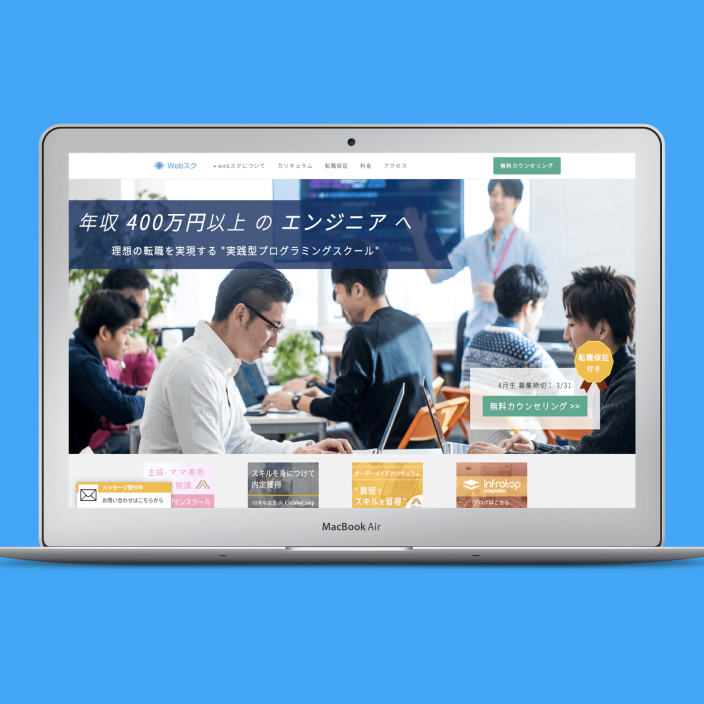 Webスク
webスクについて カリキュラム 転職保証 料金 アクセス
無料カウンセリング
年収 400万円以上 の エンジニア へ
理想の転職を実現する "実践型プログラミングスクール"
転職保証
付き
4月生 募集締切： 3/31
無料カウンセリング >>
主婦・ママ専用
開講
インスクール
メッセージ受付中
お問い合わせはこちらから
スキルを身につけて
内定獲得
オーダーメイドカリキュラム
"最短で
スキルを習得"
infratop
magazine
ブログはこちら
MacBook Air